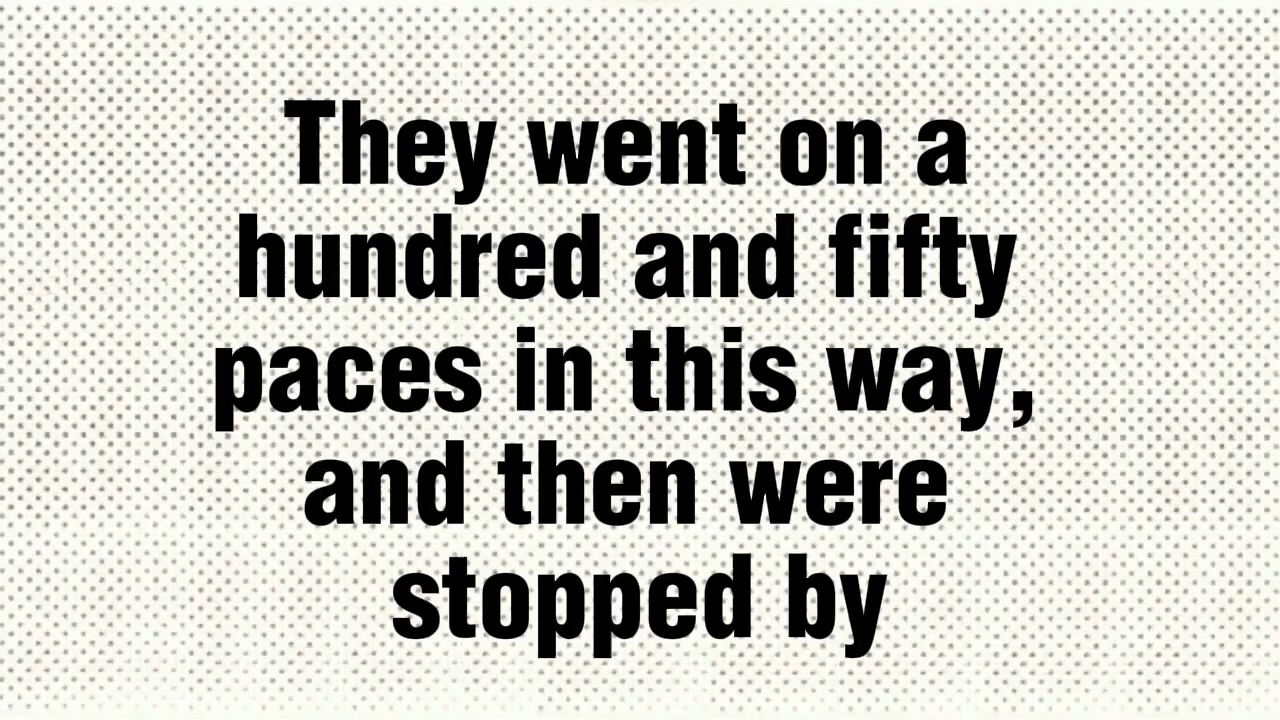 They went on a
hundred and fifty
paces in this way,
and then were
stopped by